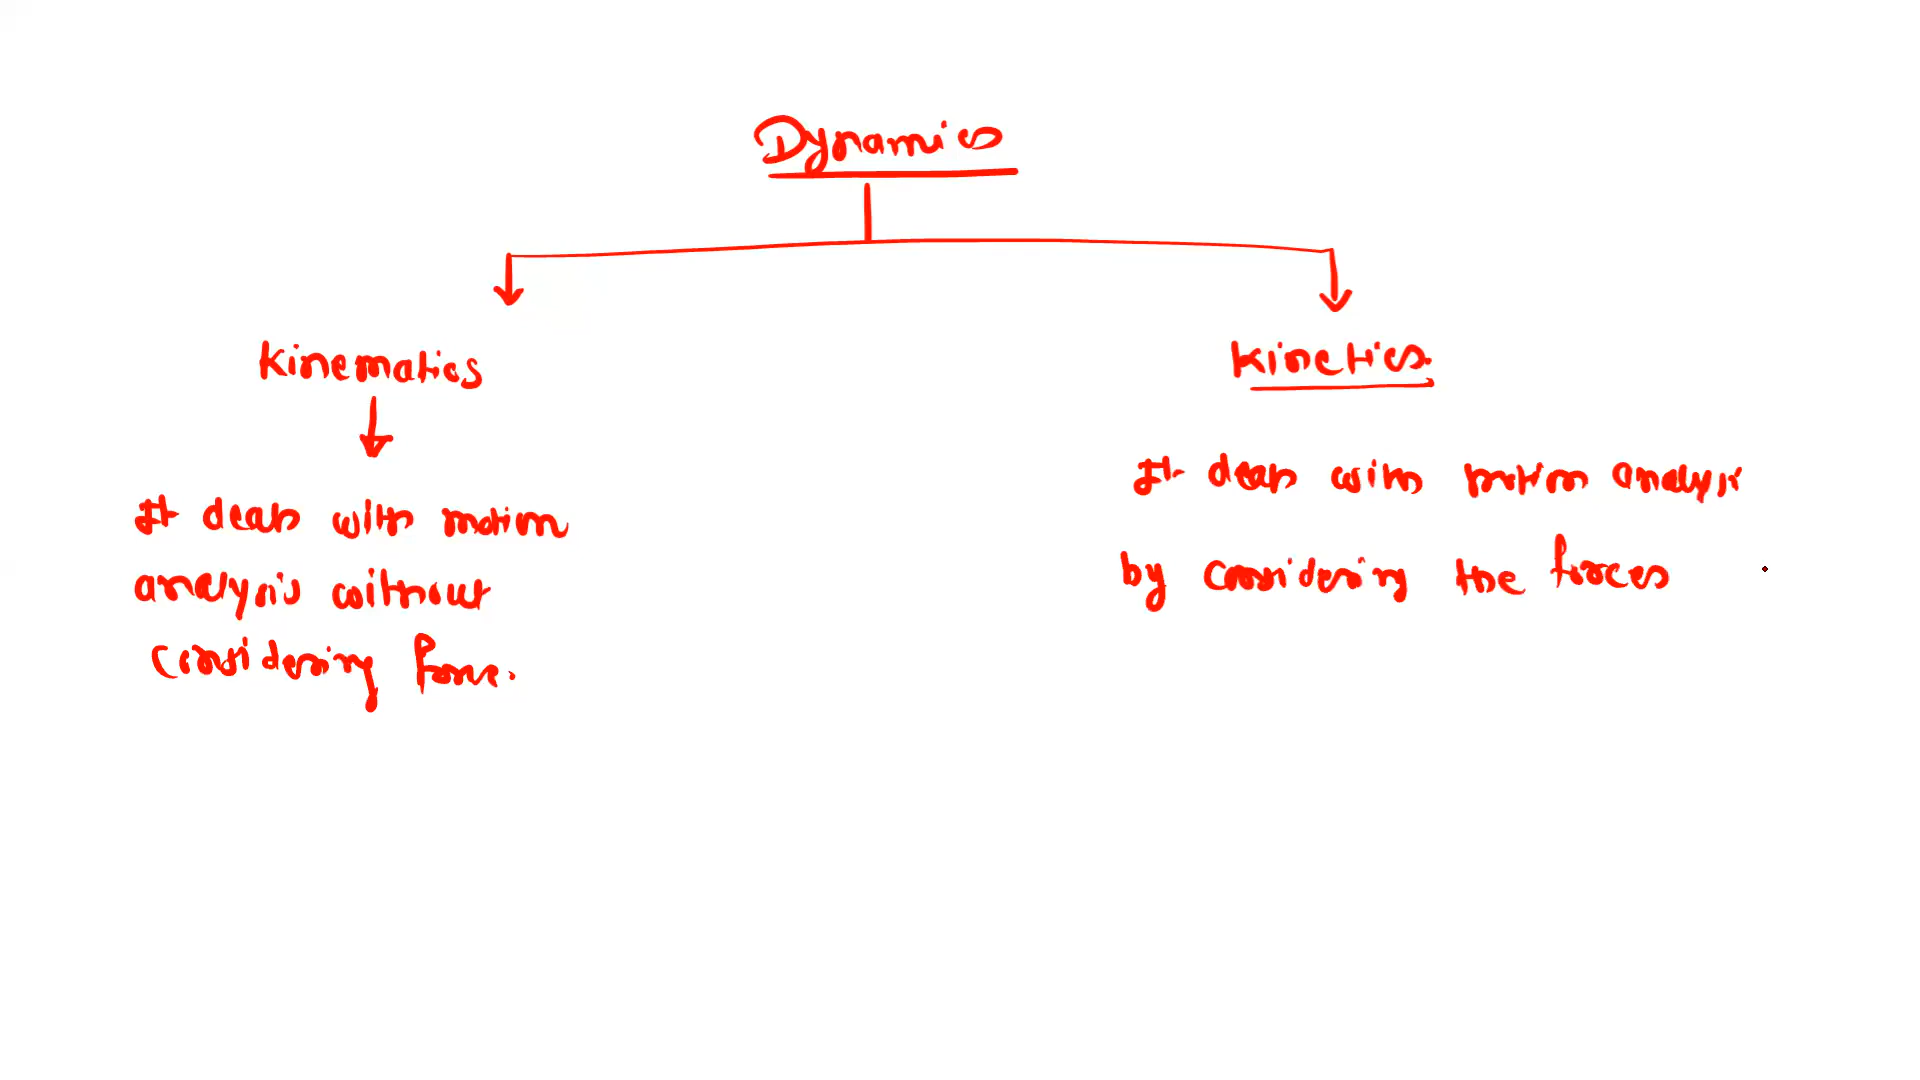 Dynamics
Kinematics
Kinetics.
It deals with motion
analysis without
considering force.
It deals with motion analysis
by considering the forces